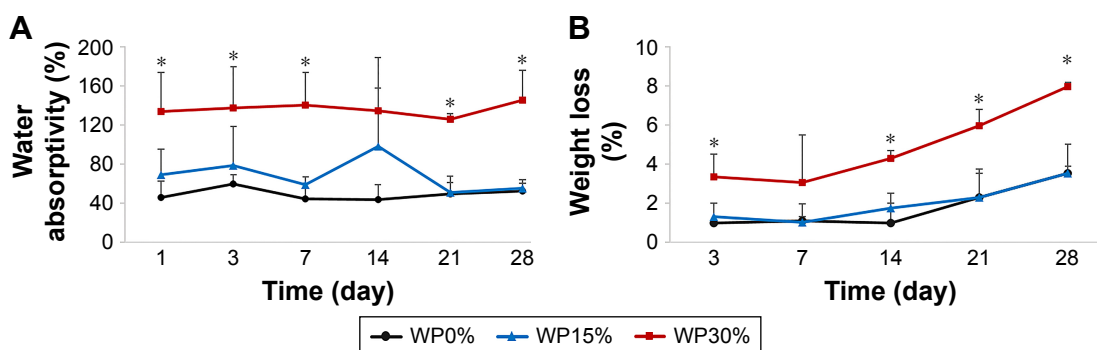 A
Water
absorptivity (%)
200
160
120
80
40
0
* * * * *
1 3 7 14 21 28
Time (day)
B
Weight loss
(%)
10
8
6
4
2
0
* * * *
3 7 14 21 28
Time (day)
WP0% WP15% WP30%